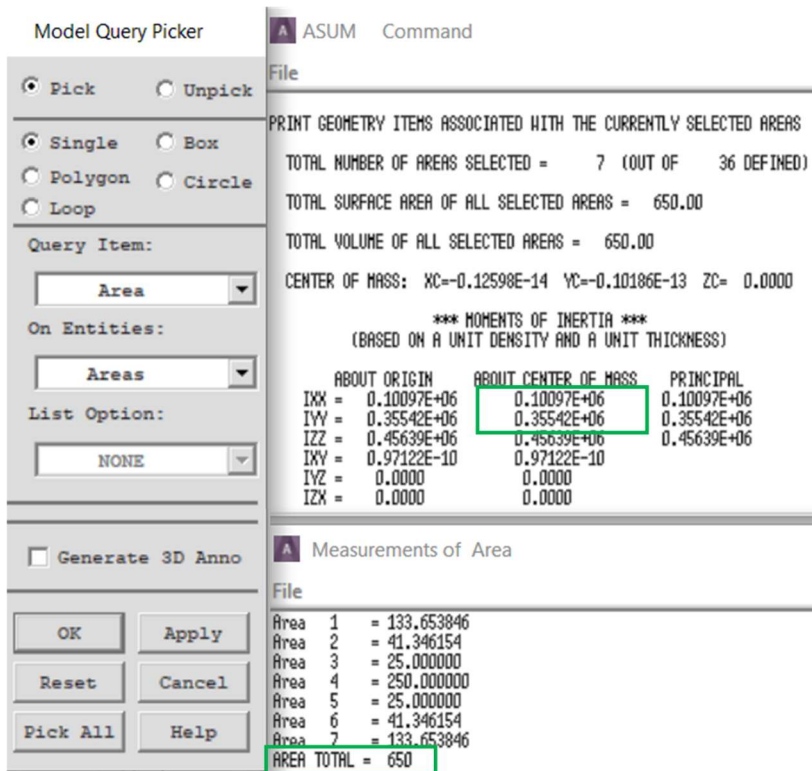 Model Query Picker
Pick Unpick
Single Box
Polygon Circle
Loop
Query Item:
Area
On Entities:
Areas
List Option:
NONE
Generate 3D Anno
OK Apply
Reset Cancel
Pick All Help
A ASUM Command
File
PRINT GEOMETRY ITEMS ASSOCIATED WITH THE CURRENTLY SELECTED AREAS
TOTAL NUMBER OF AREAS SELECTED = 7 (OUT OF 36 DEFINED)
TOTAL SURFACE AREA OF ALL SELECTED AREAS = 650.00
TOTAL VOLUME OF ALL SELECTED AREAS = 650.00
CENTER OF MASS: XC=-0.12598E-14 YC=-0.10186E-13 ZC= 0.0000
*** MOMENTS OF INERTIA ***
(BASED ON A UNIT DENSITY AND A UNIT THICKNESS)
ABOUT ORIGIN ABOUT CENTER OF MASS PRINCIPAL
IXX = 0.10097E+06 0.10097E+06 0.10097E+06
IYY = 0.35542E+06 0.35542E+06 0.35542E+06
IZZ = 0.45639E+06 0.45639E+06 0.45639E+06
IXY = 0.97122E-10 0.97122E-10
IYZ = 0.0000 0.0000
IZX = 0.0000 0.0000
A Measurements of Area
File
Area 1 = 133.653846
Area 2 = 41.346154
Area 3 = 25.000000
Area 4 = 250.000000
Area 5 = 25.000000
Area 6 = 41.346154
Area 7 = 133.653846
AREA TOTAL = 650